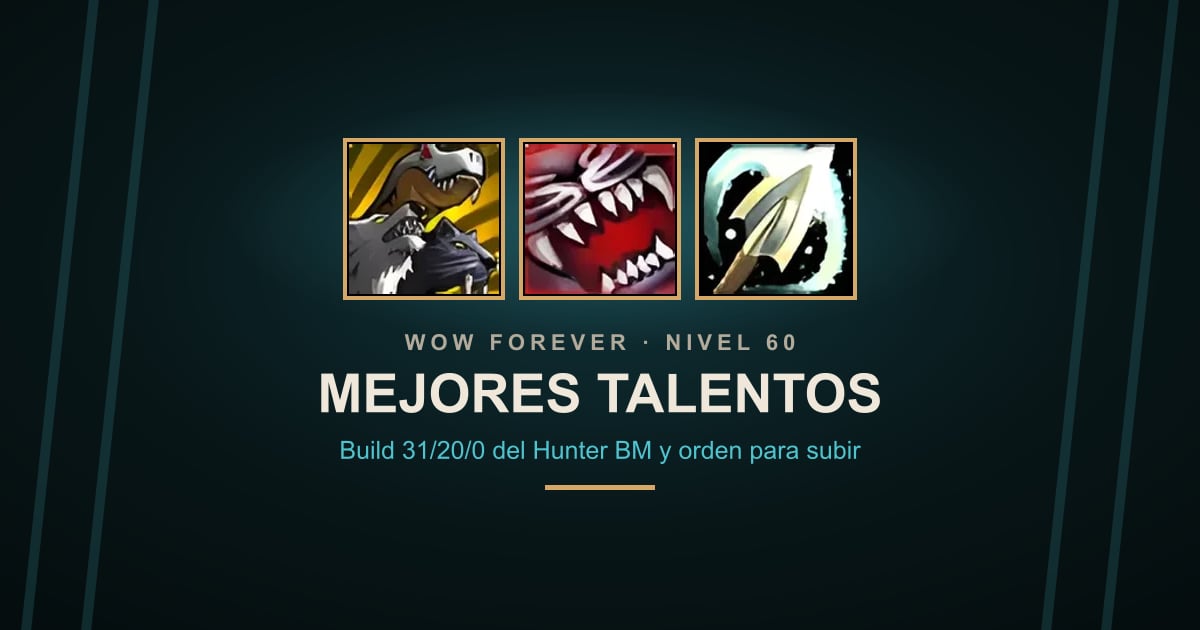 WOW FOREVER · NIVEL 60
MEJORES TALENTOS
Build 31/20/0 del Hunter BM y orden para subir